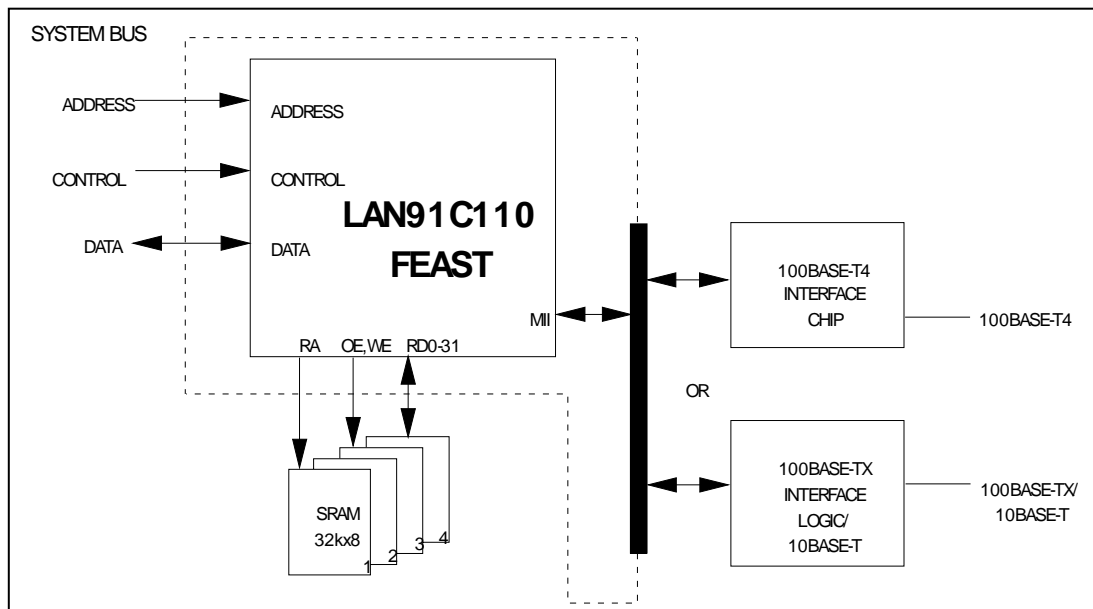 SYSTEM BUS
ADDRESS
ADDRESS
CONTROL
CONTROL
LAN91C110
FEAST
DATA
DATA
MII
RA OE,WE RD0-31
100BASE-T4
INTERFACE
CHIP
100BASE-T4
OR
100BASE-TX
INTERFACE
LOGIC/
10BASE-T
100BASE-TX/
10BASE-T
SRAM
32kx8
1
2
3
4